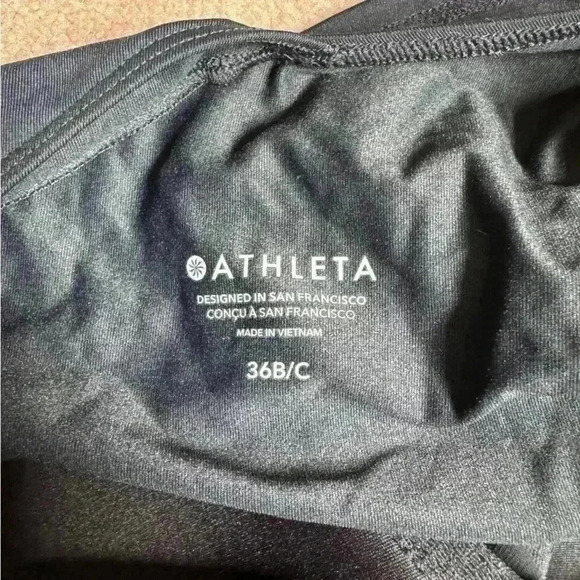 ATHLETA
DESIGNED IN SAN FRANCISCO
CONÇU À SAN FRANCISCO
MADE IN VIETNAM
36B/C